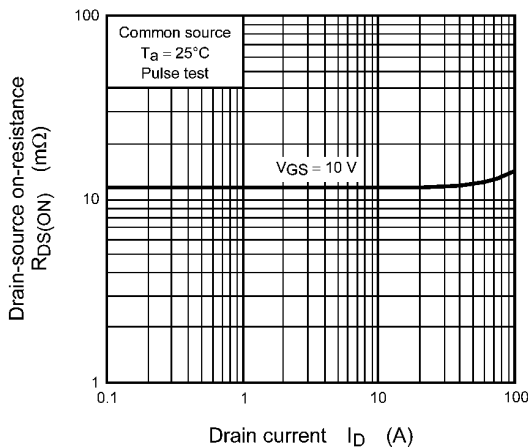 100
Common source
Ta = 25°C
Pulse test
VGS = 10 V
10
1
0.1
1
10
100
Drain-source on-resistance
RDS(ON) (mΩ)
Drain current ID (A)